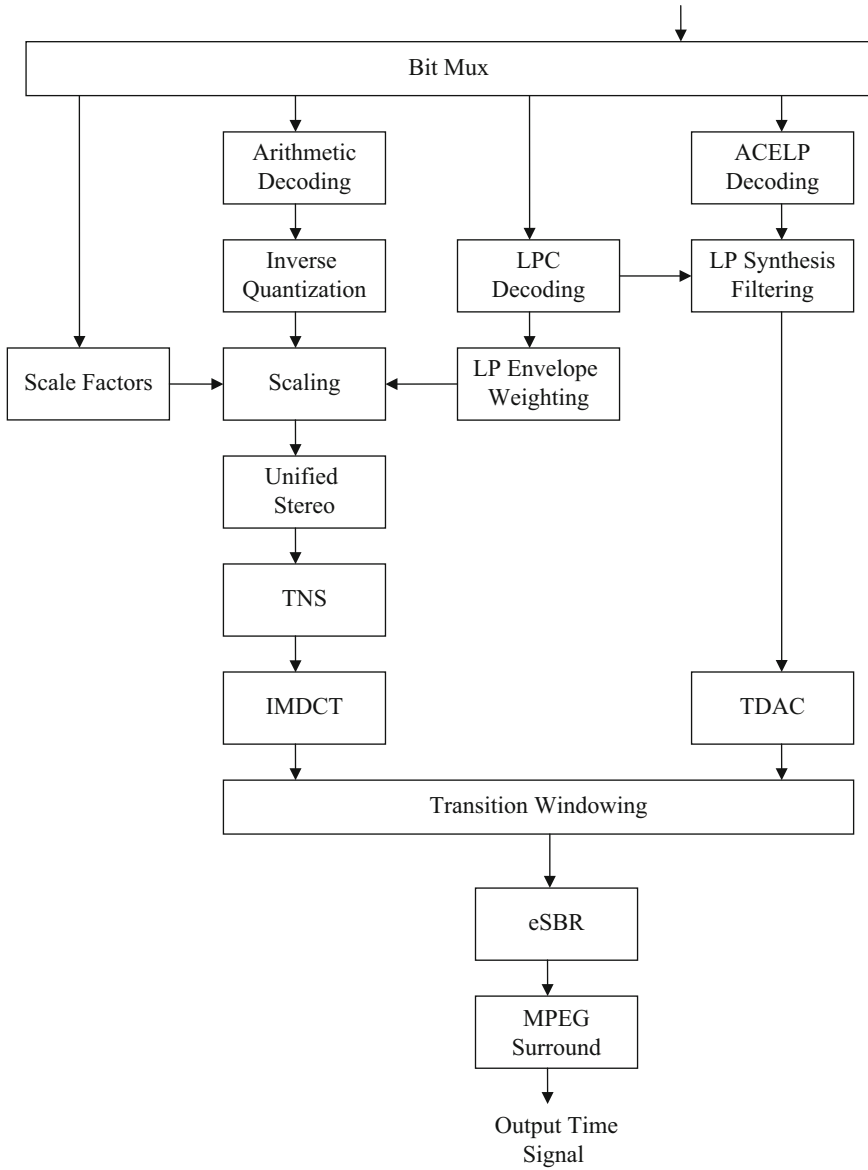 Bit Mux
Arithmetic
Decoding
ACELP
Decoding
Inverse
Quantization
LPC
Decoding
LP Synthesis
Filtering
Scale Factors
Scaling
LP Envelope
Weighting
Unified
Stereo
TNS
IMDCT
TDAC
Transition Windowing
eSBR
MPEG
Surround
Output Time
Signal